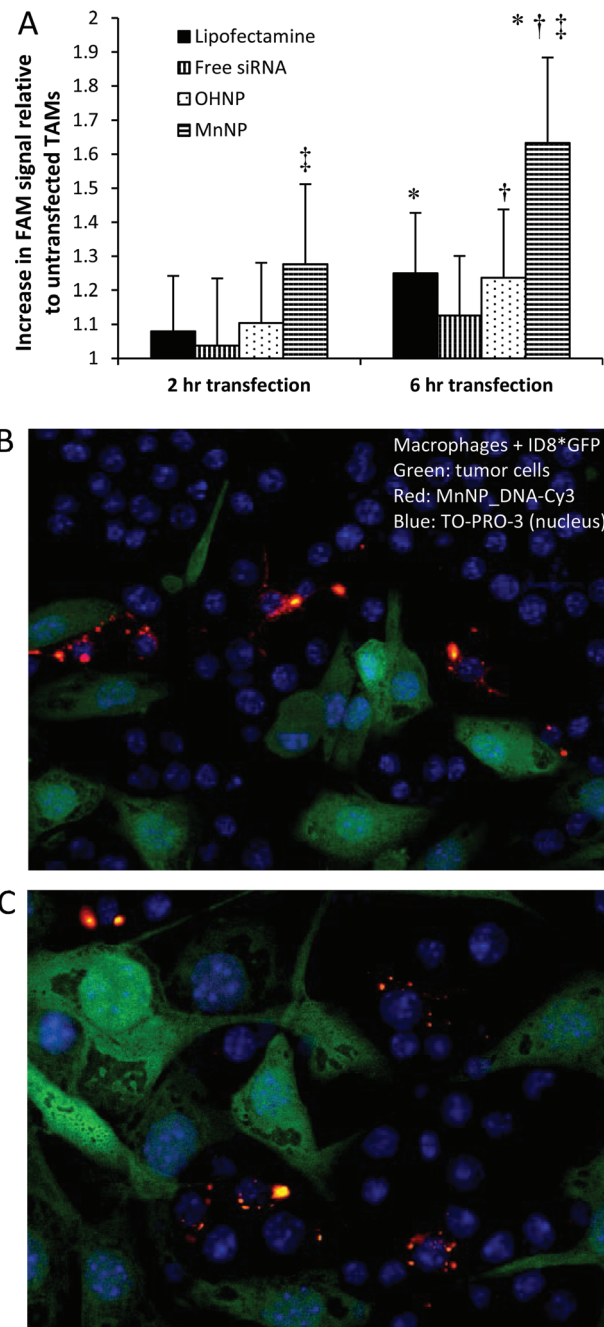 A
Increase in FAM signal relative
to untransfected TAMs
2
1.9
1.8
1.7
1.6
1.5
1.4
1.3
1.2
1.1
1
Lipofectamine
Free siRNA
OHNP
MnNP
‡
*
†
* † ‡
2 hr transfection
6 hr transfection
B
Macrophages + ID8*GFP
Green: tumor cells
Red: MnNP_DNA-Cy3
Blue: TO-PRO-3 (nucleus)
C